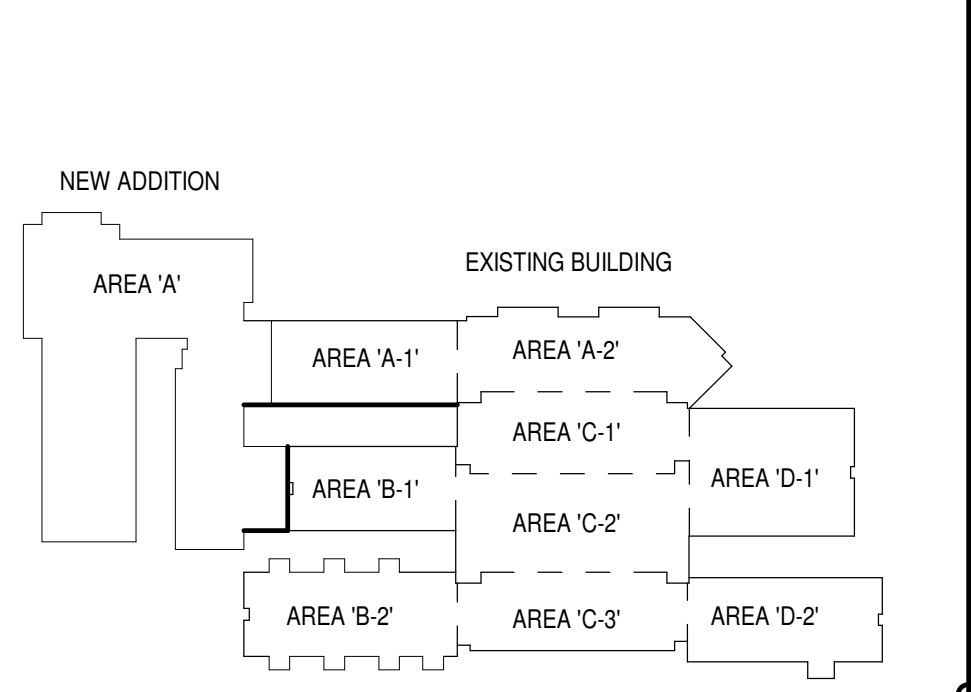 NEW ADDITION
EXISTING BUILDING
AREA 'A'
AREA 'A-1'
AREA 'A-2'
AREA 'C-1'
AREA 'D-1'
AREA 'B-1'
AREA 'C-2'
AREA 'B-2'
AREA 'C-3'
AREA 'D-2'